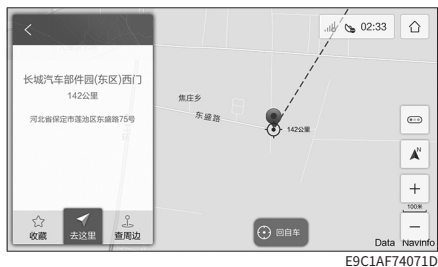 02:33
长城汽车部件园(东区)西门
142公里
河北省保定市莲池区东盛路75号
焦庄乡
东盛路
142公里
N
100米
收藏
去这里
查周边
回自车
Data NavInfo
E9C1AF74071D